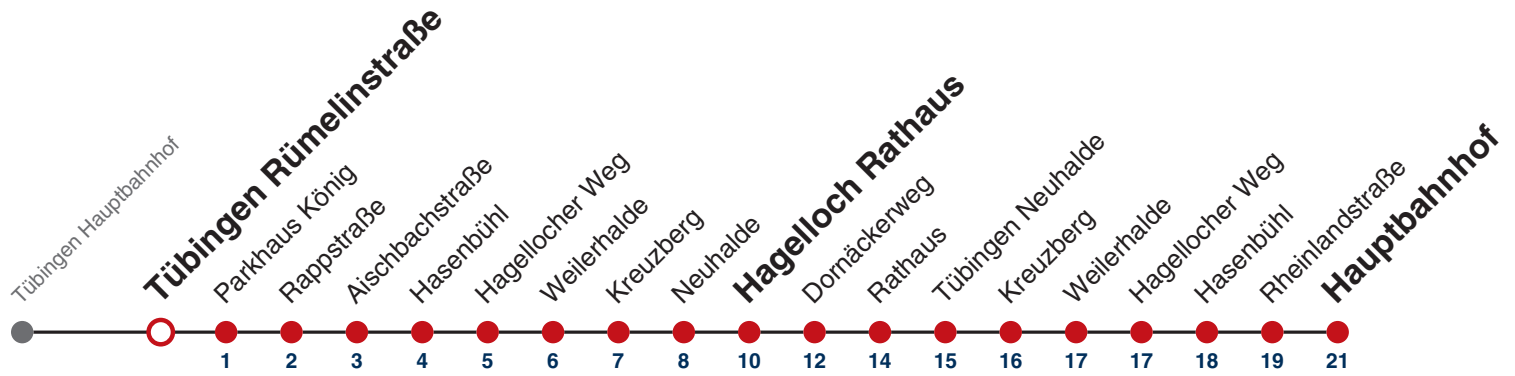 Tübingen Hauptbahnhof
Tübingen Rümelinstraße
Parkhaus König
Rappstraße
Aischbachstraße
Hasenbühl
Hagellocher Weg
Weilerhalde
Kreuzberg
Neuhalde
Hagelloch Rathaus
Dornäckerweg
Rathaus
Tübingen Neuhalde
Kreuzberg
Weilerhalde
Hagellocher Weg
Hasenbühl
Rheinlandstraße
Hauptbahnhof
1 2 3 4 5 6 7 8 10 12 14 15 16 17 17 18 19 21